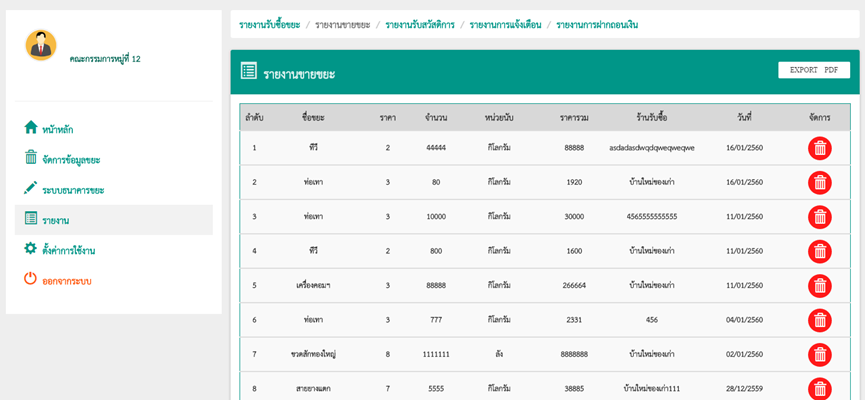 รายงานรับซื้อขยะ / รายงานขายขยะ / รายงานรับสวัสดิการ / รายงานการแจ้งเตือน / รายงานการฝากถอนเงิน
คณะกรรมการหมู่ที่ 12
รายงานขายขยะ
EXPORT PDF
หน้าหลัก
จัดการข้อมูลขยะ
ระบบธนาคารขยะ
รายงาน
ตั้งค่าการใช้งาน
ออกจากระบบ
ลำดับ ชื่อขยะ ราคา จำนวน หน่วยนับ ราคารวม ร้านรับซื้อ วันที่ จัดการ
1 ทีวี 2 44444 กิโลกรัม 88888 asdadasdwqdqweqweqwe 16/01/2560
2 ท่อเทา 3 80 กิโลกรัม 1920 บ้านใหม่ของเก่า 16/01/2560
3 ท่อเทา 3 10000 กิโลกรัม 30000 4565555555555 11/01/2560
4 ทีวี 2 800 กิโลกรัม 1600 บ้านใหม่ของเก่า 11/01/2560
5 เครื่องคอมฯ 3 88888 กิโลกรัม 266664 บ้านใหม่ของเก่า 11/01/2560
6 ท่อเทา 3 777 กิโลกรัม 2331 456 04/01/2560
7 ขวดสักทองใหญ่ 8 1111111 ลัง 8888888 บ้านใหม่ของเก่า 02/01/2560
8 สายยางแตก 7 5555 กิโลกรัม 38885 บ้านใหม่ของเก่า111 28/12/2559